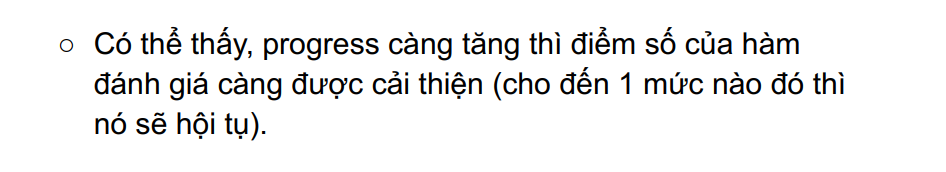 ○ Có thể thấy, progress càng tăng thì điểm số của hàm
đánh giá càng được cải thiện (cho đến 1 mức nào đó thì
nó sẽ hội tụ).